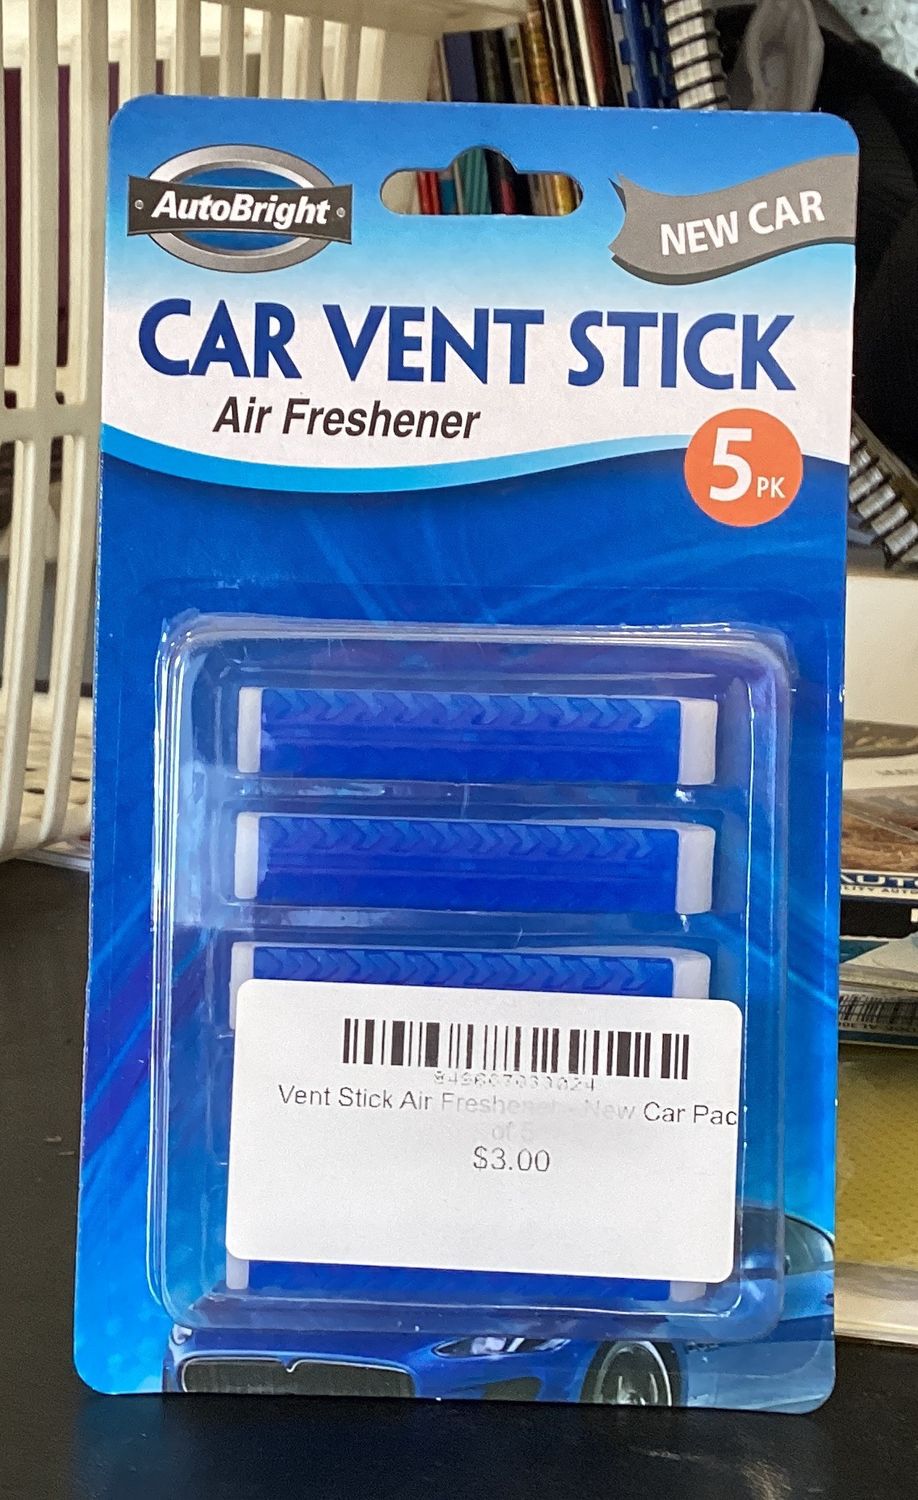 AutoBright
NEW CAR
CAR VENT STICK
Air Freshener
5 PK
Vent Stick Air Freshener - New Car Pac
of 5
$3.00